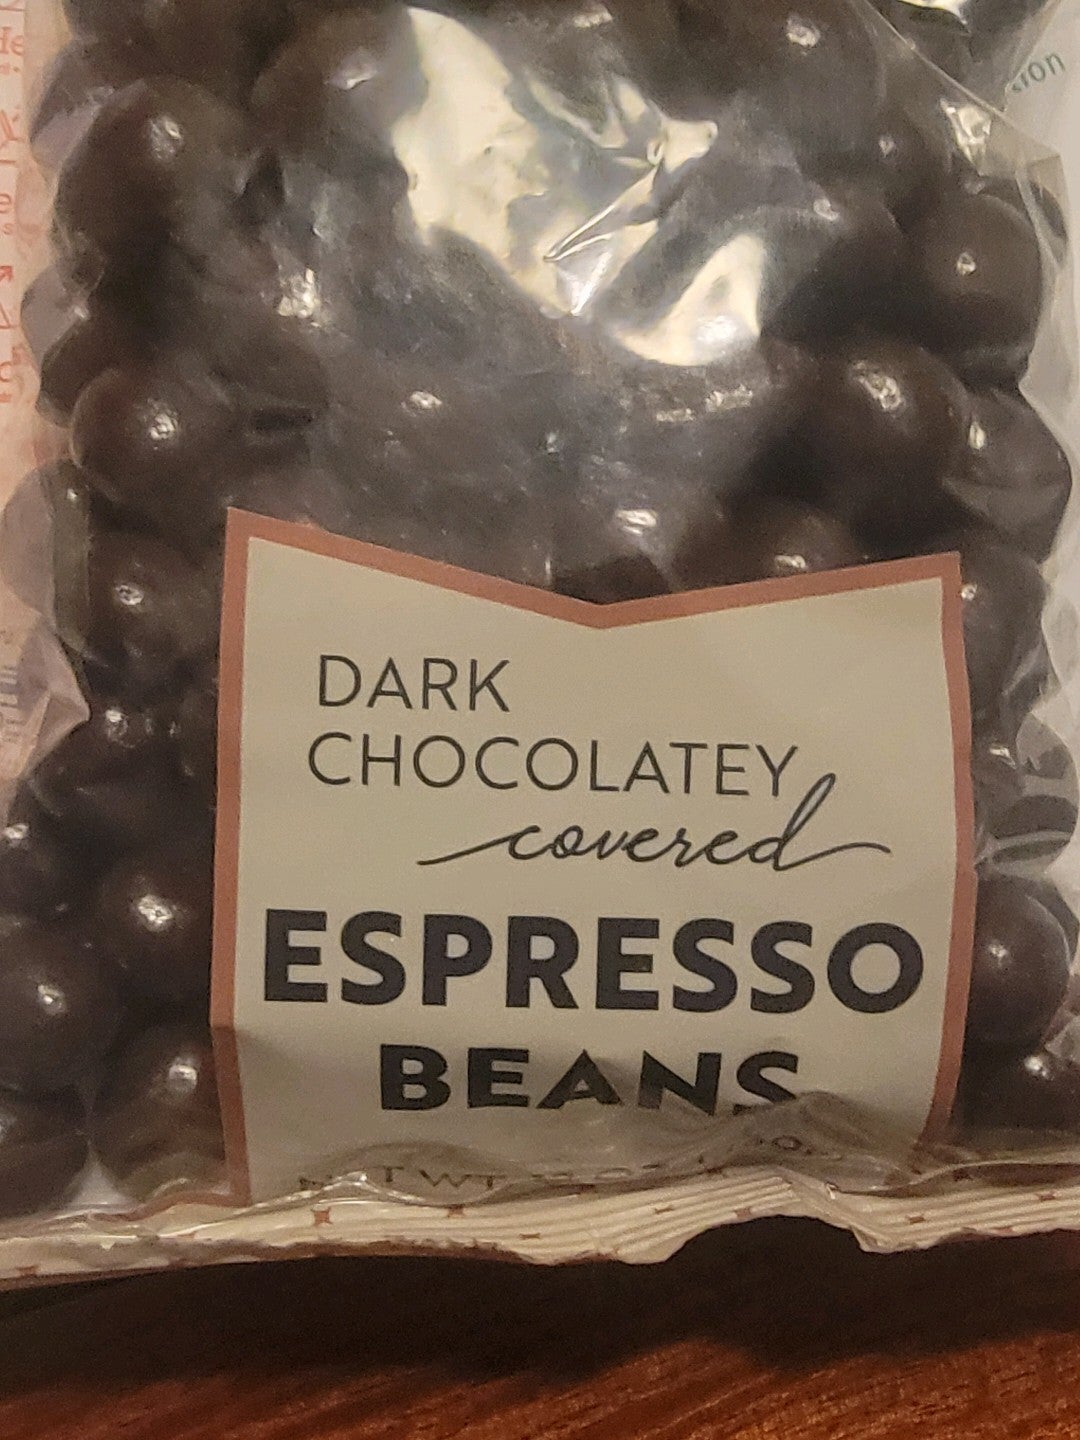 DARK
CHOCOLATEY
covered
ESPRESSO
BEANS